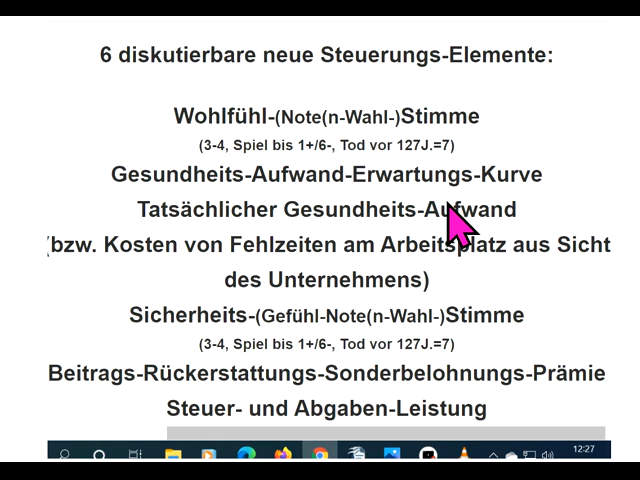 6 diskutierbare neue Steuerungs-Elemente:
Wohlfühl-(Note(n-Wahl-)Stimme
(3-4, Spiel bis 1+/6-, Tod vor 127J.=7)
Gesundheits-Aufwand-Erwartungs-Kurve
Tatsächlicher Gesundheits-Aufwand
(bzw. Kosten von Fehlzeiten am Arbeitsplatz aus Sicht
des Unternehmens)
Sicherheits-(Gefühl-Note(n-Wahl-)Stimme
(3-4, Spiel bis 1+/6-, Tod vor 127J.=7)
Beitrags-Rückerstattungs-Sonderbelohnungs-Prämie
Steuer- und Abgaben-Leistung
12:27